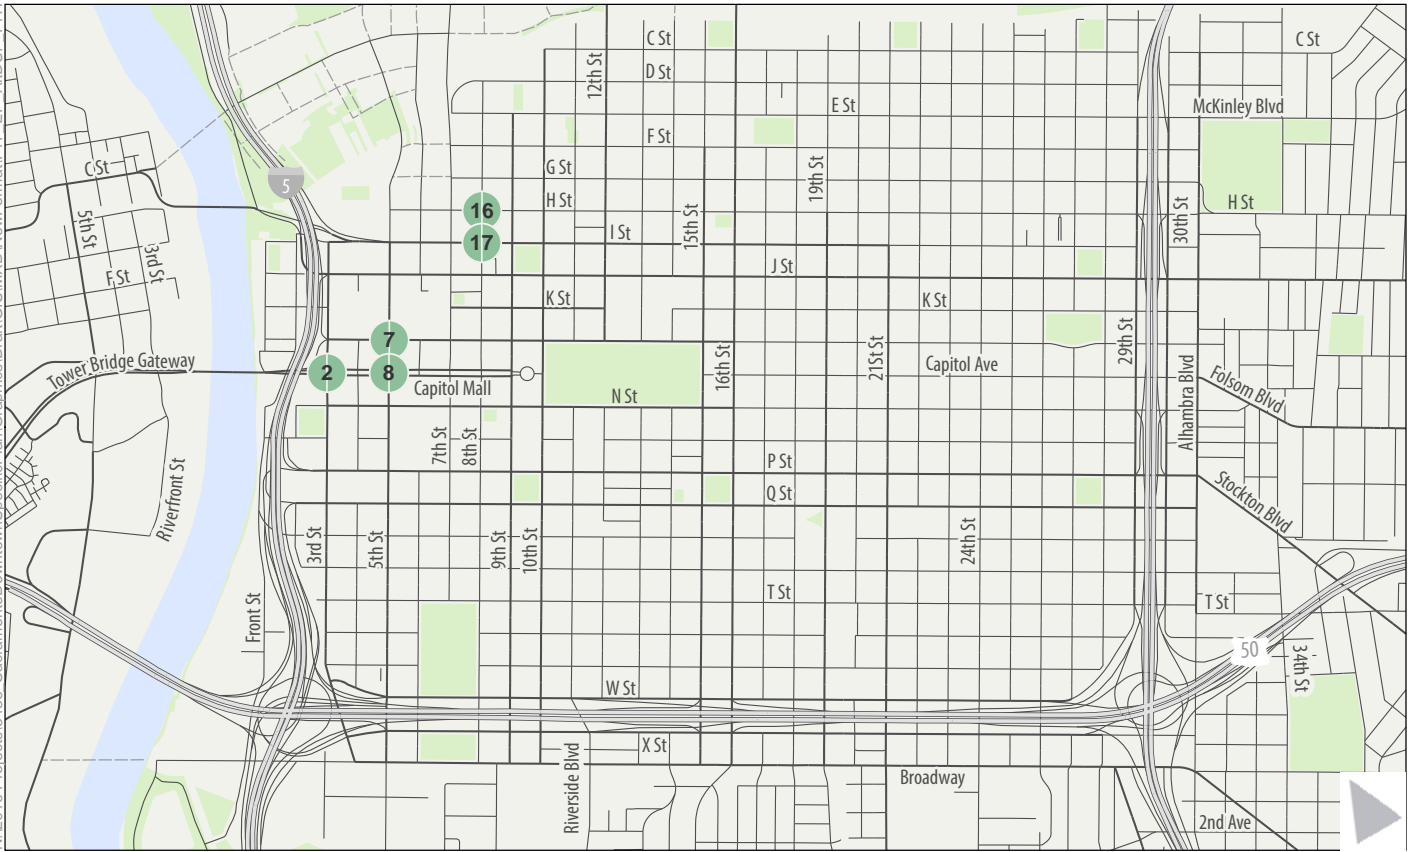 C St
D St
12th St
C St
E St
McKinley Blvd
F St
C St
G St
19th St
5
H St
16
H St
5th St
15th St
30th St
I St
17
3rd St
J St
F St
K St
K St
7
29th St
Tower Bridge Gateway
2
8
16th St
21St St
Capitol Ave
Capitol Mall
N St
Alhambra Blvd
Folsom Blvd
7th St
8th St
P St
Riverfront St
Q St
Stockton Blvd
3rd St
5th St
9th St
10th St
24th St
T St
T St
Front St
50
34th St
W St
X St
Riverside Blvd
Broadway
2nd Ave